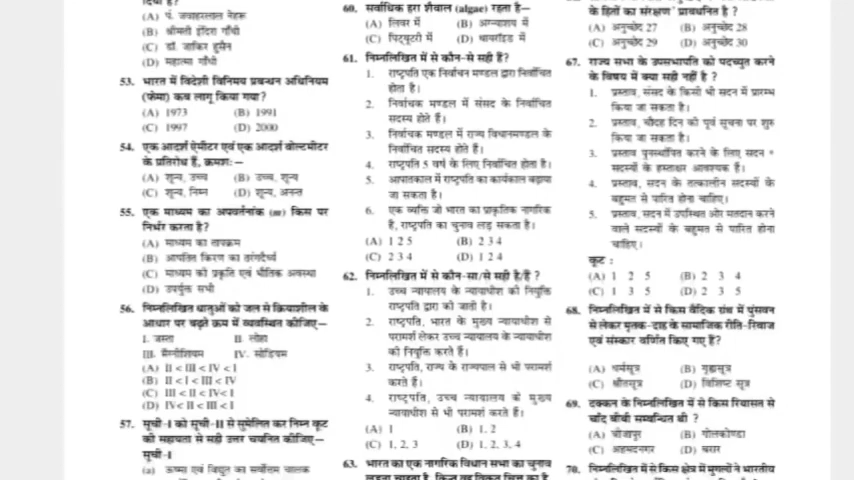 (A) पं. जवाहरलाल नेहरू
(B) श्रीमती इंदिरा गाँधी
(C) डॉ. जाकिर हुसैन
(D) महात्मा गाँधी
53. भारत में विदेशी विनिमय प्रबन्धन अधिनियम
(फेमा) कब लागू किया गया?
(A) 1973 (B) 1991
(C) 1997 (D) 2000
54. एक आदर्श ऐमीटर एवं एक आदर्श वोल्टमीटर
के प्रतिरोध हैं, क्रमशः–
(A) शून्य, उच्च (B) उच्च, शून्य
(C) शून्य, निम्न (D) शून्य, अनन्त
55. एक माध्यम का अपवर्तनांक (m) किस पर
निर्भर करता है?
(A) माध्यम का तापक्रम
(B) आपतित किरण का तरंगदैर्घ्य
(C) माध्यम की प्रकृति एवं भौतिक अवस्था
(D) उपर्युक्त सभी
56. निम्नलिखित धातुओं को जल से क्रियाशील के
आधार पर बढ़ते क्रम में व्यवस्थित कीजिए–
I. जस्ता II. लोहा
III. मैग्नीशियम IV. सोडियम
(A) II < III < IV < I
(B) II < I < III < IV
(C) III < II < IV < I
(D) IV < II < III < I
57. सूची-I को सूची-II से सुमेलित कर निम्न कूट
की सहायता से सही उत्तर चयनित कीजिए–
सूची-I
(a) ऊष्मा एवं विद्युत का सर्वोत्तम चालक
60. सर्वाधिक हरा शैवाल (algae) रहता है–
(A) लिवर में (B) अग्न्याशय में
(C) पिट्यूटरी में (D) थायरॉइड में
61. निम्नलिखित में से कौन-से सही हैं?
1. राष्ट्रपति एक निर्वाचन मण्डल द्वारा निर्वाचित
होता है।
2. निर्वाचक मण्डल में संसद के निर्वाचित
सदस्य होते हैं।
3. निर्वाचक मण्डल में राज्य विधानमण्डल के
निर्वाचित सदस्य होते हैं।
4. राष्ट्रपति 5 वर्ष के लिए निर्वाचित होता है।
5. आपातकाल में राष्ट्रपति का कार्यकाल बढ़ाया
जा सकता है।
6. एक व्यक्ति जो भारत का प्राकृतिक नागरिक
है, राष्ट्रपति का चुनाव लड़ सकता है।
(A) 1 2 5 (B) 2 3 4
(C) 2 3 4 (D) 1 2 4
62. निम्नलिखित में से कौन-सा/से सही है/हैं ?
1. उच्च न्यायालय के न्यायाधीश की नियुक्ति
राष्ट्रपति द्वारा की जाती है।
2. राष्ट्रपति, भारत के मुख्य न्यायाधीश से
परामर्श लेकर उच्च न्यायालय के न्यायाधीश
की नियुक्ति करते हैं।
3. राष्ट्रपति, राज्य के राज्यपाल से भी परामर्श
करते हैं।
4. राष्ट्रपति, उच्च न्यायालय के मुख्य
न्यायाधीश से भी परामर्श करते हैं।
(A) 1 (B) 1, 2
(C) 1, 2, 3 (D) 1, 2, 3, 4
63. भारत का एक नागरिक विधान सभा का चुनाव
लड़ना चाहता है, किन्तु वह विकृत चित्त का है
के हितों का संरक्षण' प्रावधानित है ?
(A) अनुच्छेद 27 (B) अनुच्छेद 28
(C) अनुच्छेद 29 (D) अनुच्छेद 30
67. राज्य सभा के उपसभापति को पदच्युत करने
के विषय में क्या सही नहीं है ?
1. प्रस्ताव, संसद के किसी भी सदन में प्रारम्भ
किया जा सकता है।
2. प्रस्ताव, चौदह दिन की पूर्व सूचना पर शुरु
किया जा सकता है।
3. प्रस्ताव पुनर्स्थापित करने के लिए सदन
सदस्यों के हस्ताक्षर आवश्यक हैं।
4. प्रस्ताव, सदन के तत्कालीन सदस्यों के
बहुमत से पारित होना चाहिए।
5. प्रस्ताव, सदन में उपस्थित और मतदान करने
वाले सदस्यों के बहुमत से पारित होना
चाहिए।
कूट :
(A) 1 2 5 (B) 2 3 4
(C) 1 3 5 (D) 2 3 5
68. निम्नलिखित में से किस वैदिक ग्रंथ में पुंसवन
से लेकर मृतक-दाह के सामाजिक रीति-रिवाज
एवं संस्कार वर्णित किए गए हैं?
(A) धर्मसूत्र (B) गृह्यसूत्र
(C) श्रौतसूत्र (D) विशिष्ट सूत्र
69. दक्कन के निम्नलिखित में से किस रियासत से
चाँद बीबी सम्बन्धित थी ?
(A) बीजापुर (B) गोलकोण्डा
(C) अहमदनगर (D) बरार
70. निम्नलिखित में से किस क्षेत्र में मुगलों ने भारतीय